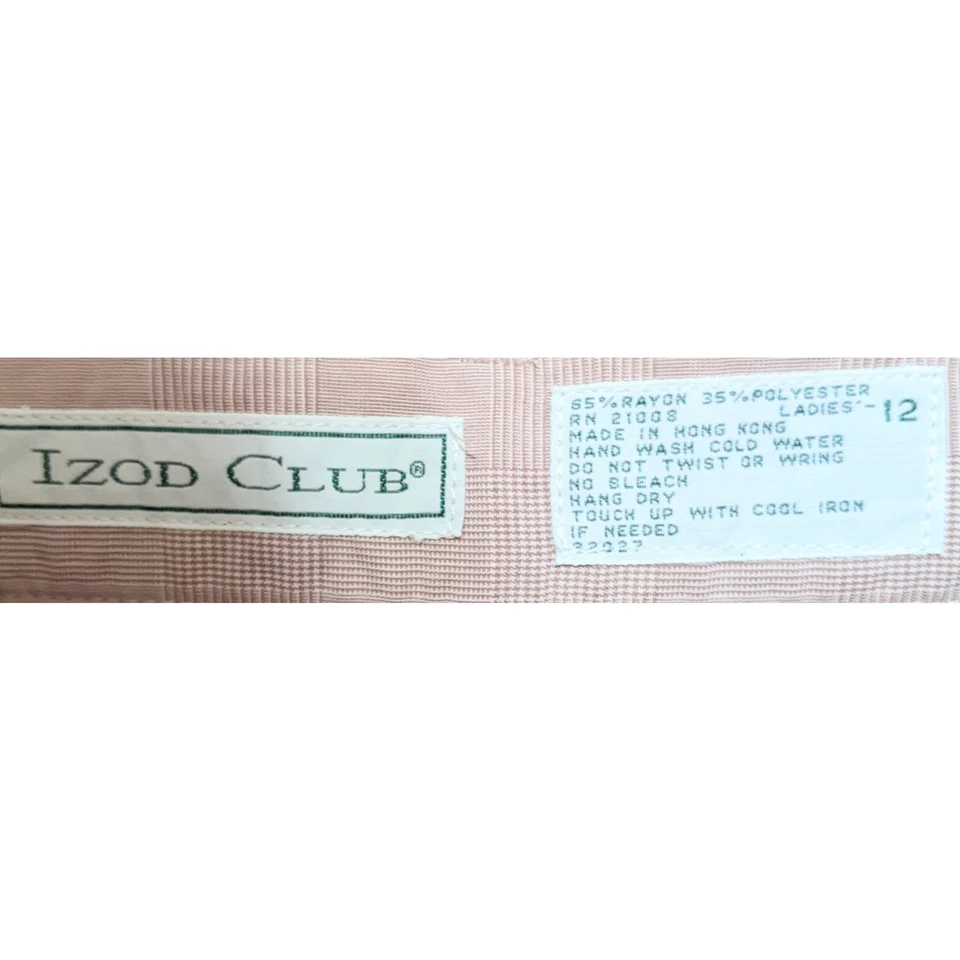 IZOD CLUB®
65% RAYON 35% POLYESTER
RN 21008 LADIES'- 12
MADE IN HONG KONG
HAND WASH COLD WATER
DO NOT TWIST OR WRING
NO BLEACH
HANG DRY
TOUCH UP WITH COOL IRON
IF NEEDED
32027